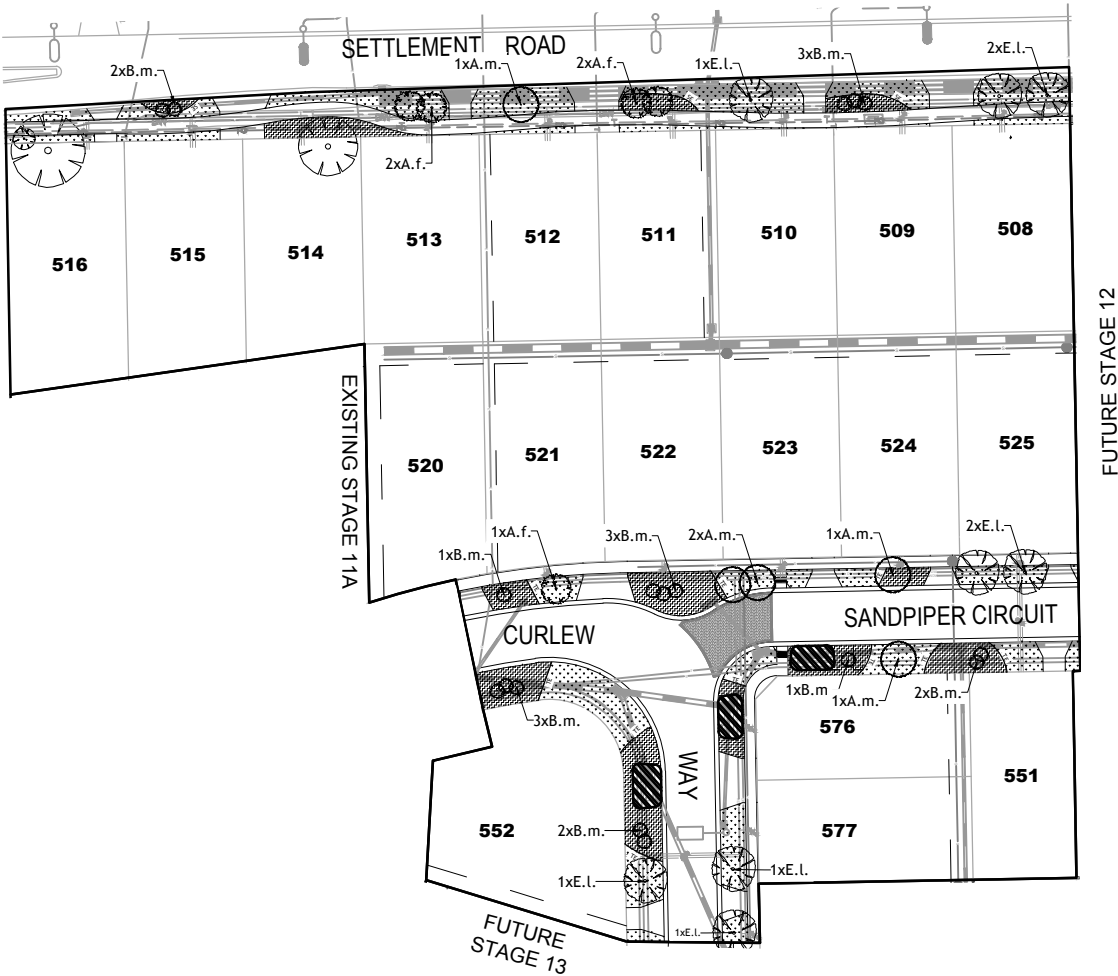 SETTLEMENT ROAD
2xB.m.
1xA.m.
2xA.f.
1xE.l.
3xB.m.
2xE.l.
2xA.f.
516
515
514
513
512
511
510
509
508
FUTURE STAGE 12
EXISTING STAGE 11A
520
521
522
523
524
525
1xB.m.
1xA.f.
3xB.m.
2xA.m.
1xA.m.
2xE.l.
CURLEW
SANDPIPER CIRCUIT
1xB.m
1xA.m.
2xB.m.
3xB.m.
WAY
576
551
552
2xB.m.
577
1xE.l.
1xE.l.
1xE.l.
FUTURE
STAGE 13